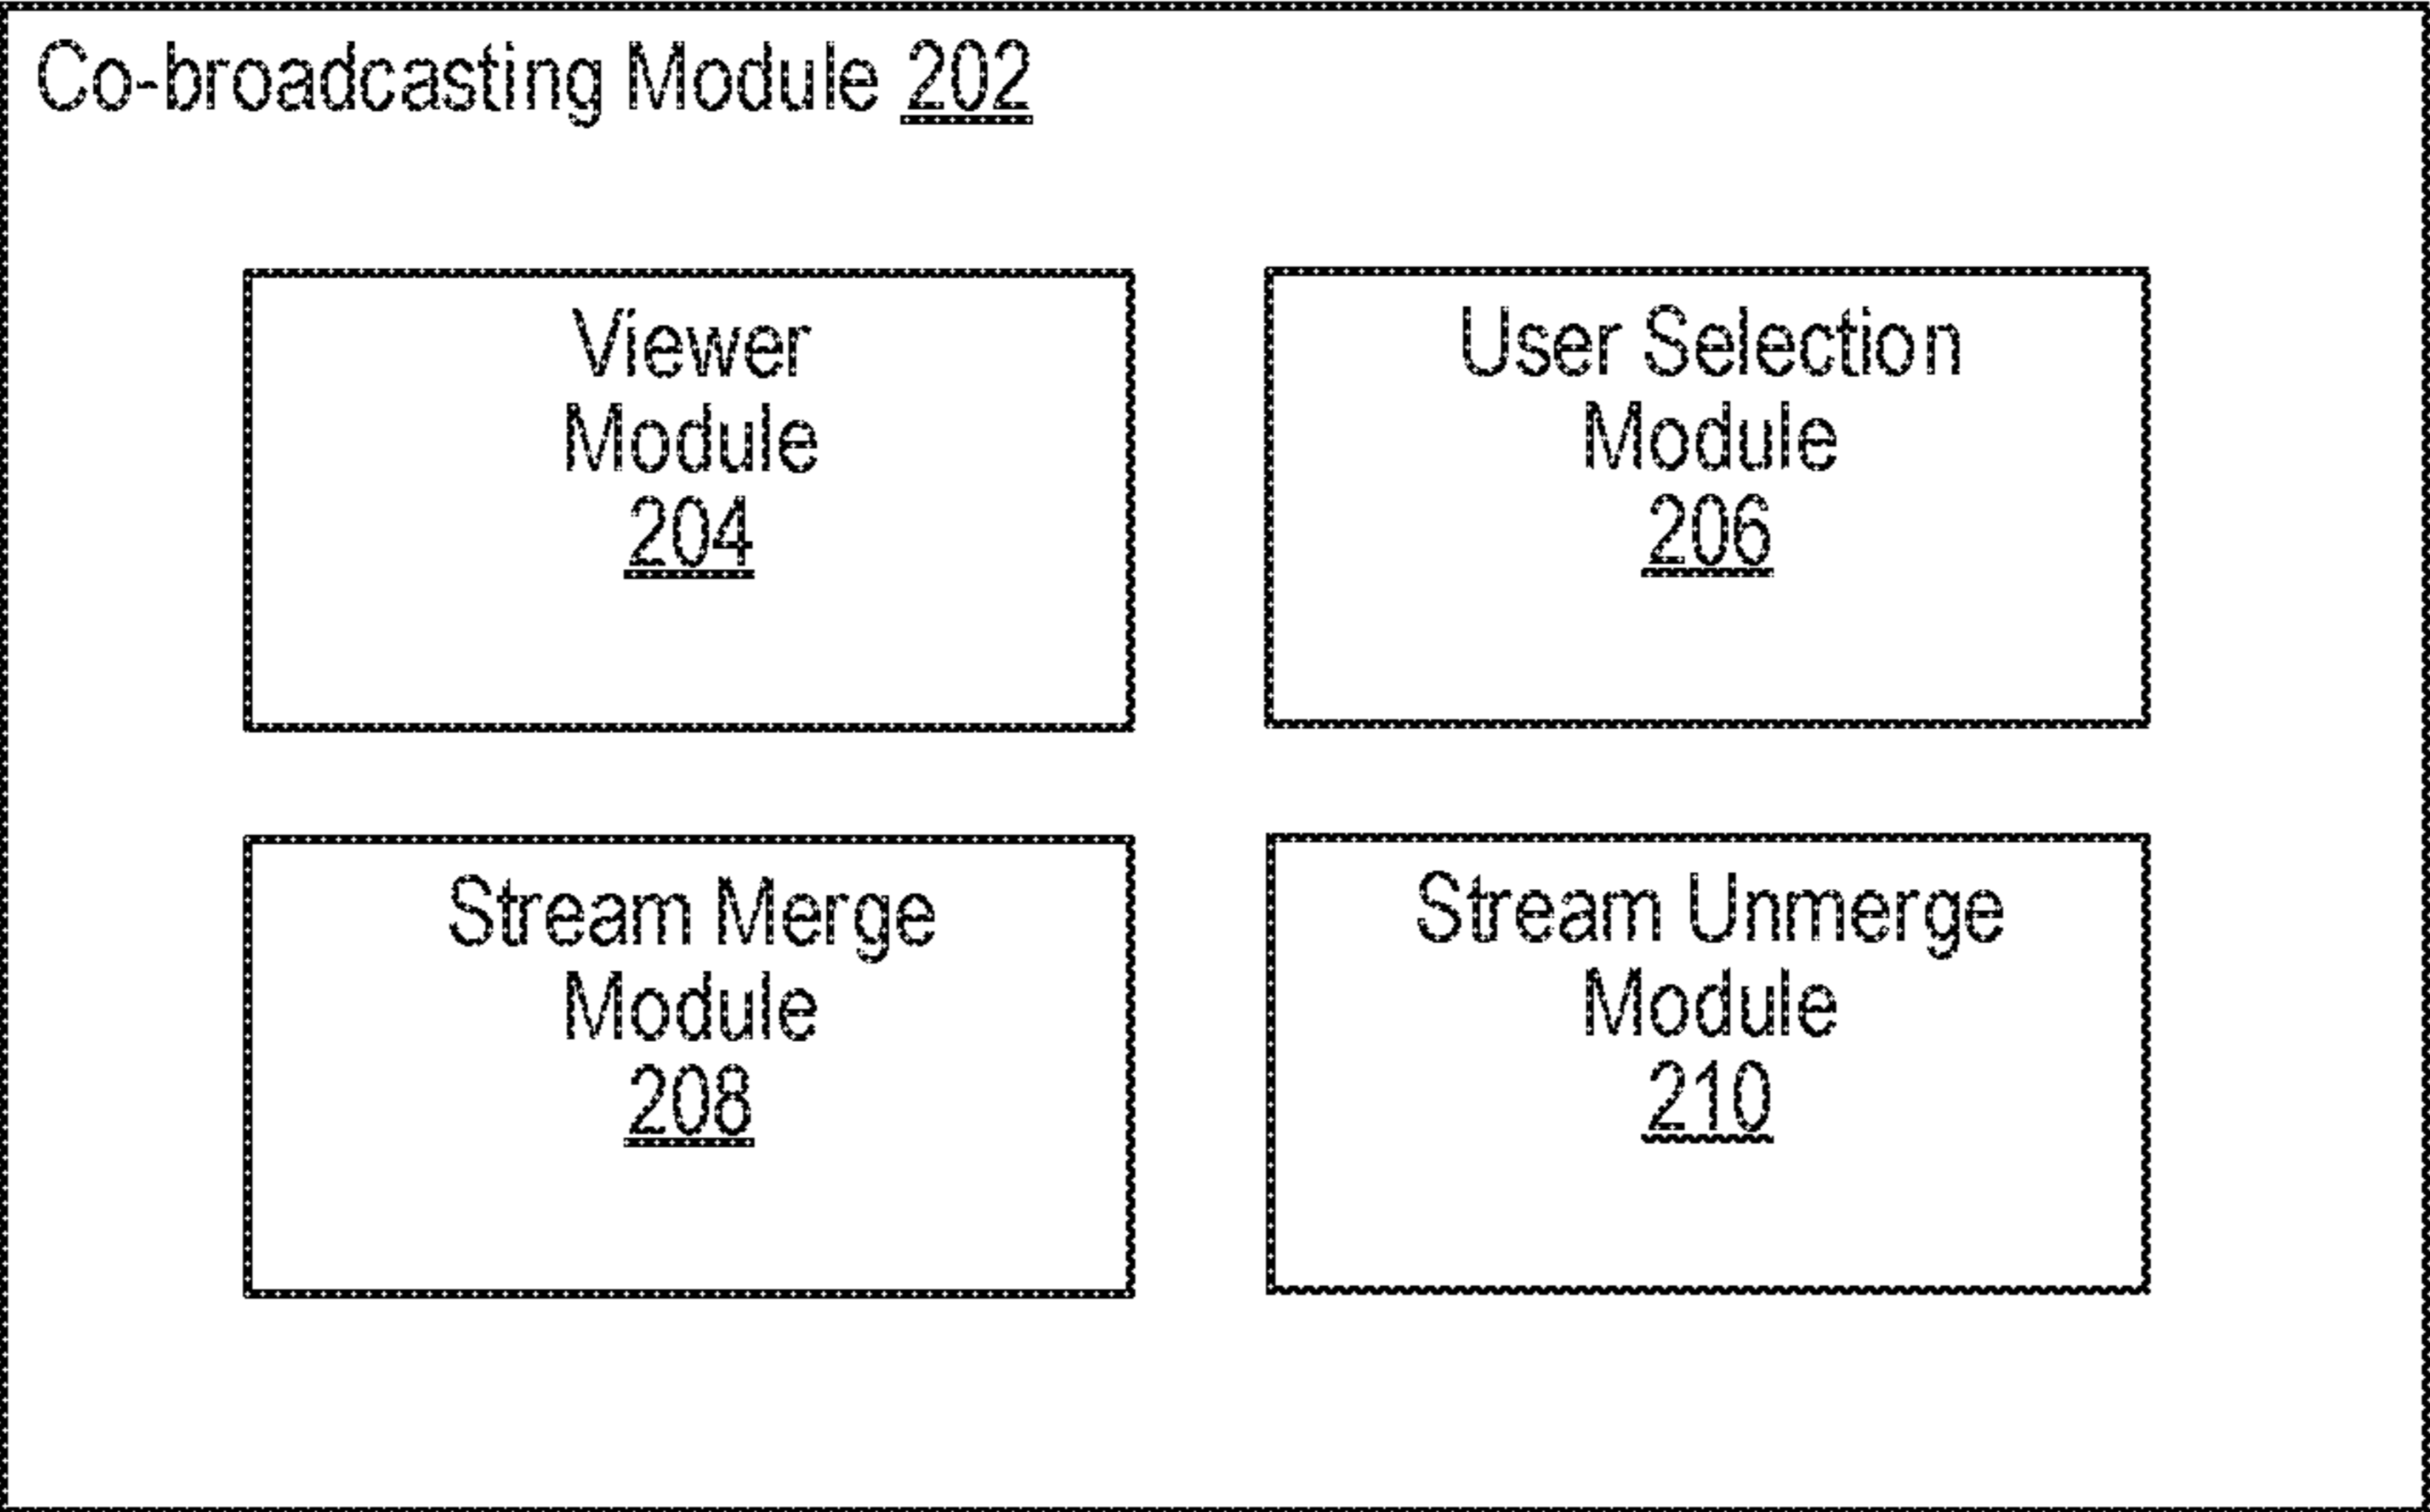 Co-broadcasting Module 202
Viewer
Module
204
User Selection
Module
206
Stream Merge
Module
208
Stream Unmerge
Module
210